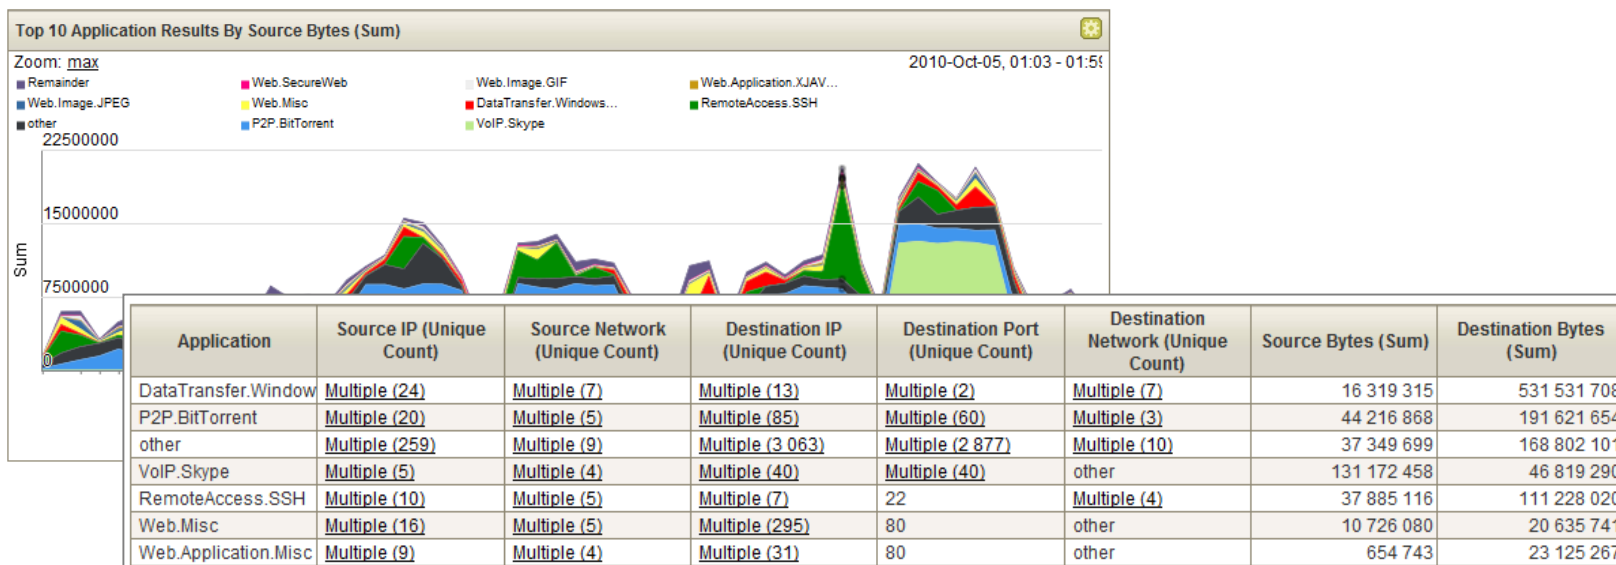 Top 10 Application Results By Source Bytes (Sum)
Zoom: max 2010-Oct-05, 01:03 - 01:59
Remainder Web.SecureWeb Web.Image.GIF Web.Application.XJAV...
Web.Image.JPEG Web.Misc DataTransfer.Windows... RemoteAccess.SSH
other P2P.BitTorrent VoIP.Skype
22500000
15000000
Sum
7500000
0
Application Source IP (Unique Count) Source Network (Unique Count) Destination IP (Unique Count) Destination Port (Unique Count) Destination Network (Unique Count) Source Bytes (Sum) Destination Bytes (Sum)
DataTransfer.Window Multiple (24) Multiple (7) Multiple (13) Multiple (2) Multiple (7) 16 319 315 531 531 708
P2P.BitTorrent Multiple (20) Multiple (5) Multiple (85) Multiple (60) Multiple (3) 44 216 868 191 621 654
other Multiple (259) Multiple (9) Multiple (3 063) Multiple (2 877) Multiple (10) 37 349 699 168 802 101
VoIP.Skype Multiple (5) Multiple (4) Multiple (40) Multiple (40) other 131 172 458 46 819 290
RemoteAccess.SSH Multiple (10) Multiple (5) Multiple (7) 22 Multiple (4) 37 885 116 111 228 020
Web.Misc Multiple (16) Multiple (5) Multiple (295) 80 other 10 726 080 20 635 741
Web.Application.Misc Multiple (9) Multiple (4) Multiple (31) 80 other 654 743 23 125 267